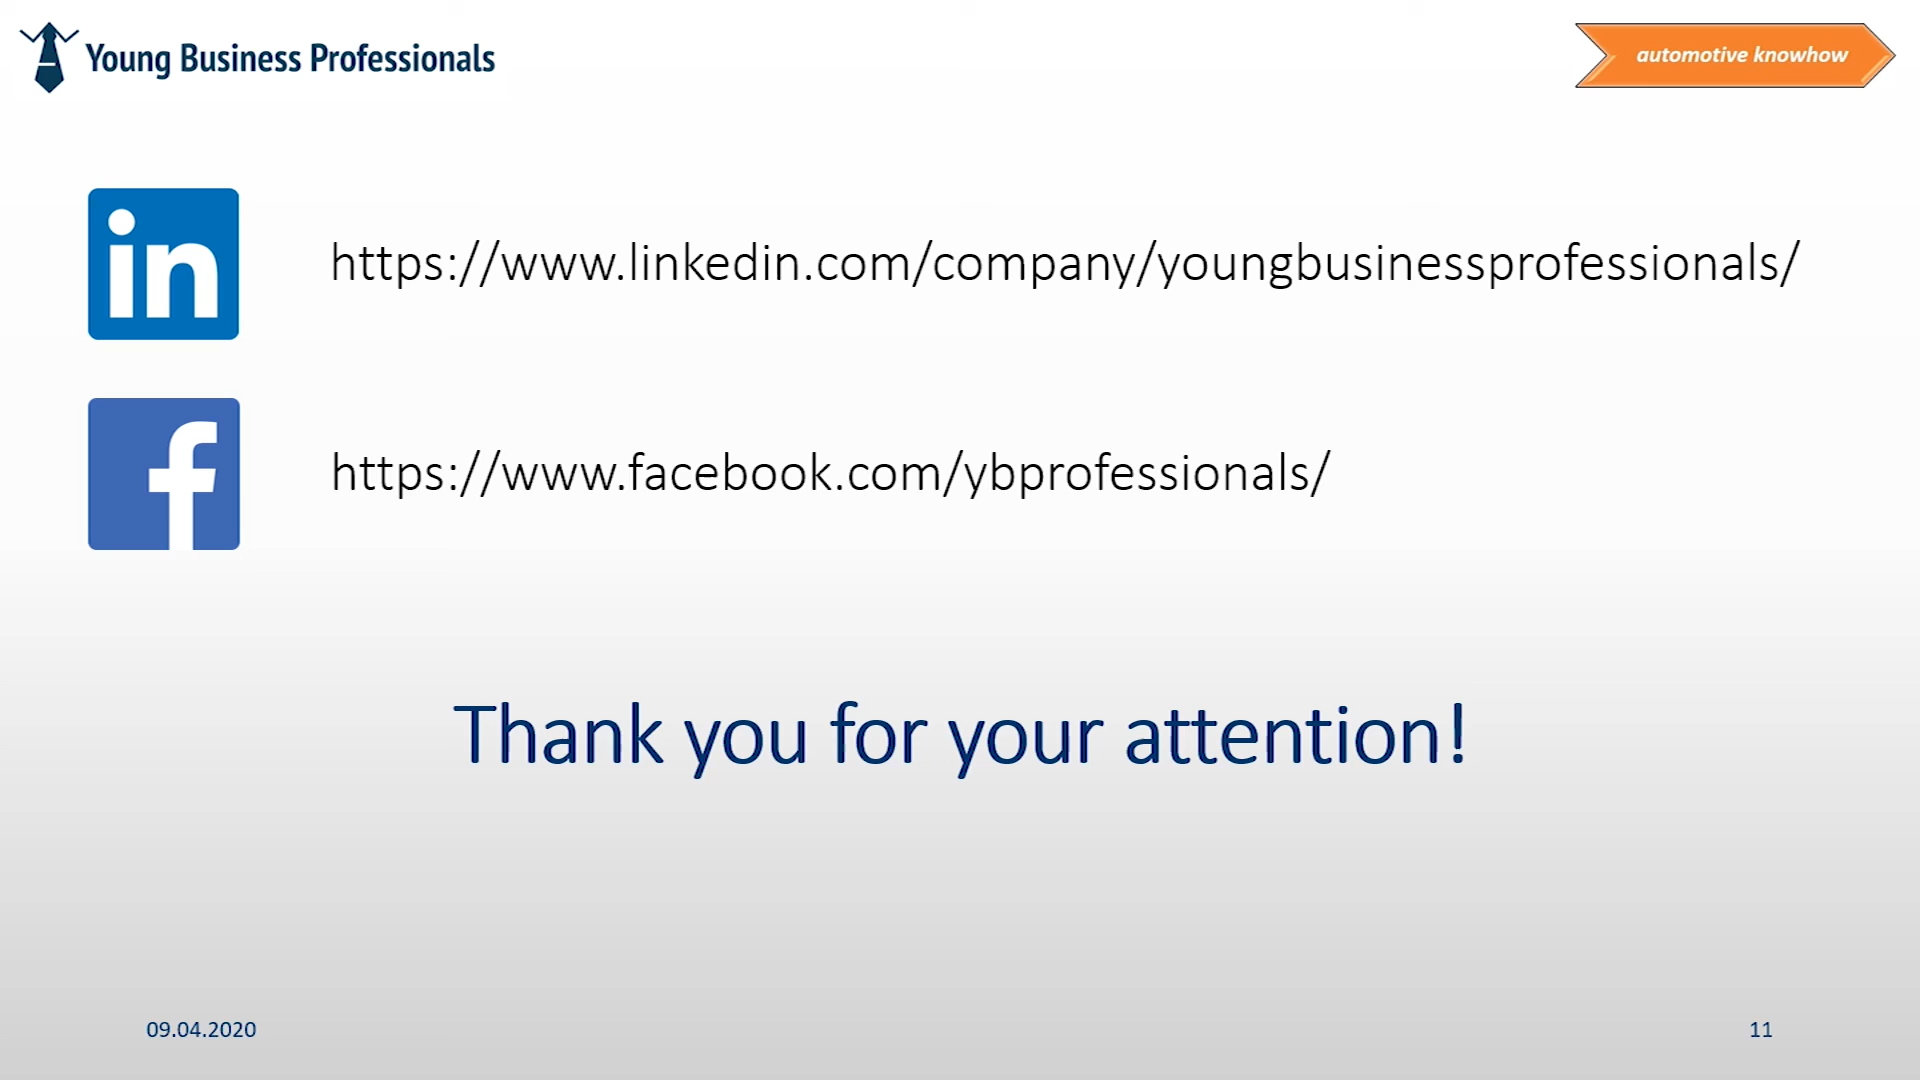 Young Business Professionals
automotive knowhow
in
https://www.linkedin.com/company/youngbusinessprofessionals/
f
https://www.facebook.com/ybprofessionals/
Thank you for your attention!
09.04.2020
11